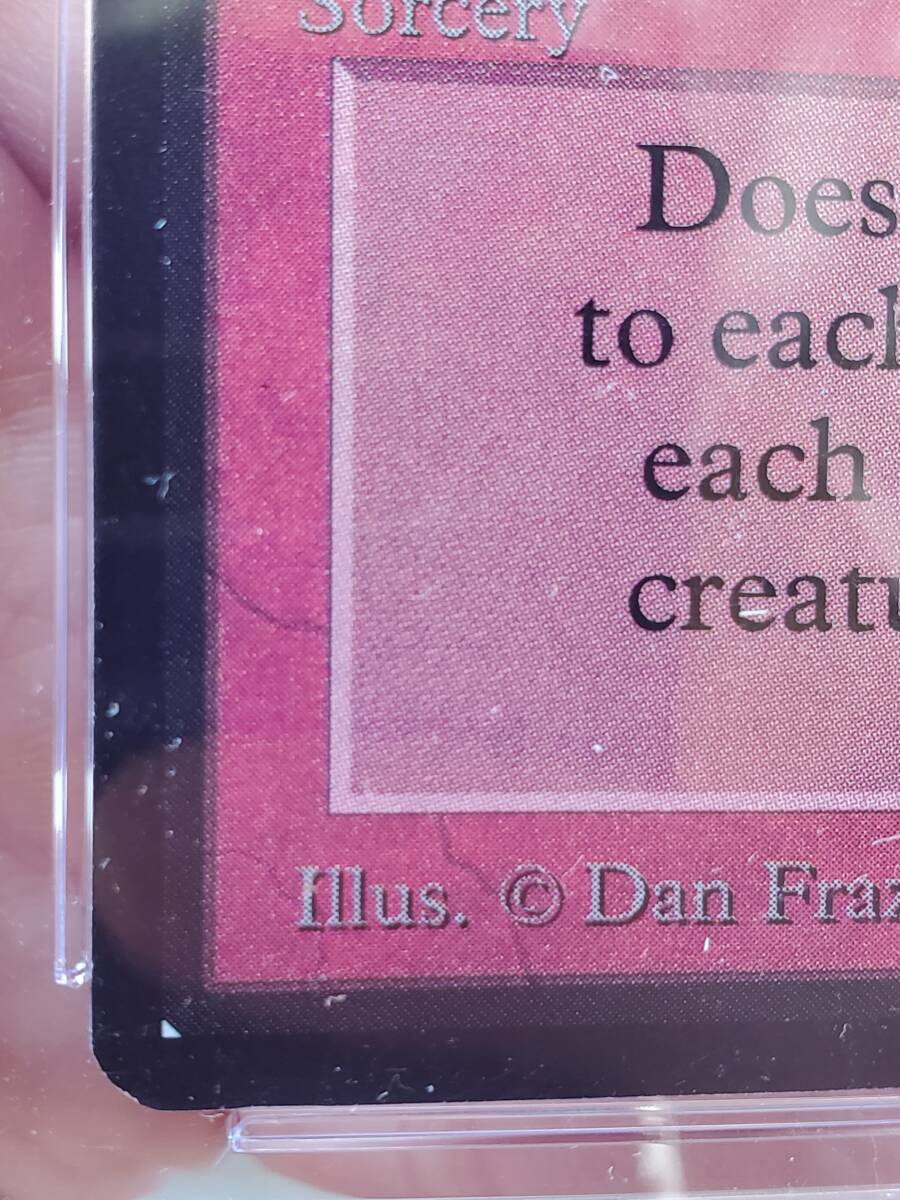 Sorcery
Does
to each
each
creatu
Illus. © Dan Fraz